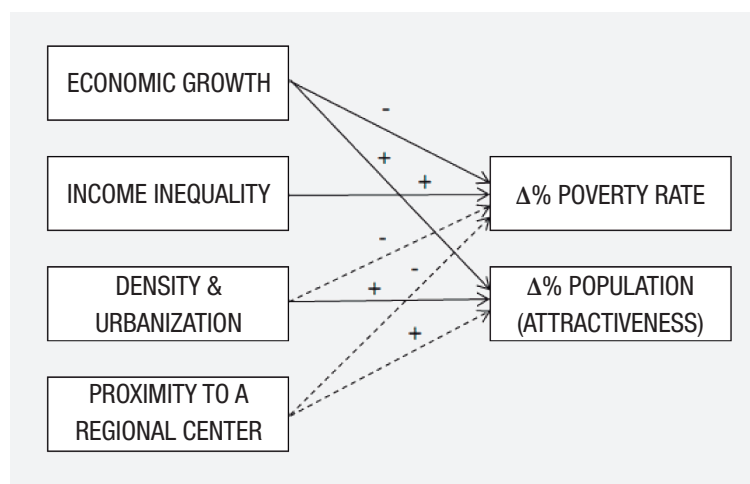 ECONOMIC GROWTH
-
+
INCOME INEQUALITY
+
Δ% POVERTY RATE
-
-
DENSITY &
URBANIZATION
+
Δ% POPULATION
(ATTRACTIVENESS)
+
PROXIMITY TO A
REGIONAL CENTER